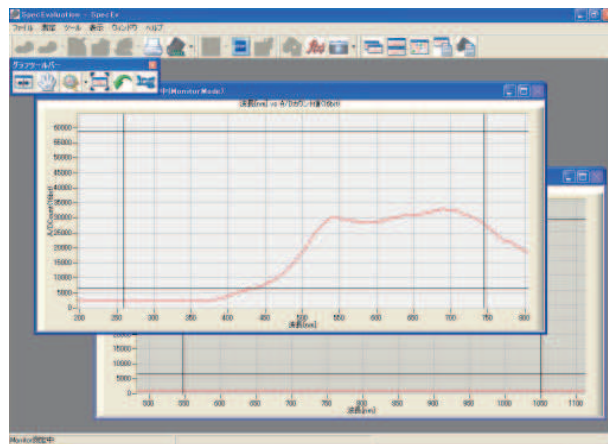 SpecEvaluation - SpecEv
ファイル 測定 ツール 表示 ウィンドウ ヘルプ
グラフツールバー
中[Monitor Mode]
波長[nm] vs A/Dカウント値(16bit)
A/DCount(16bit)
60000
55000
50000
45000
40000
35000
30000
25000
20000
15000
10000
5000
0
200 250 300 350 400 450 500 550 600 650 700 750 800
波長[nm]
20000
15000
10000
5000
0
500 550 600 650 700 750 800 850 900 950 1000 1050 1100
波長[nm]
Monitor測定中